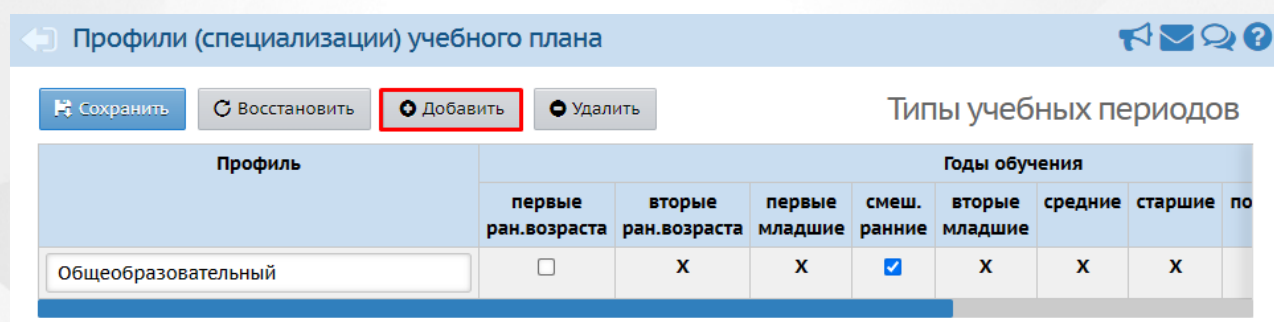 Профили (специализации) учебного плана
Сохранить Восстановить Добавить Удалить Типы учебных периодов
Профиль Годы обучения
первые вторые первые смеш. вторые средние старшие по
ран.возраста ран.возраста младшие ранние младшие
Общеобразовательный X X X X X